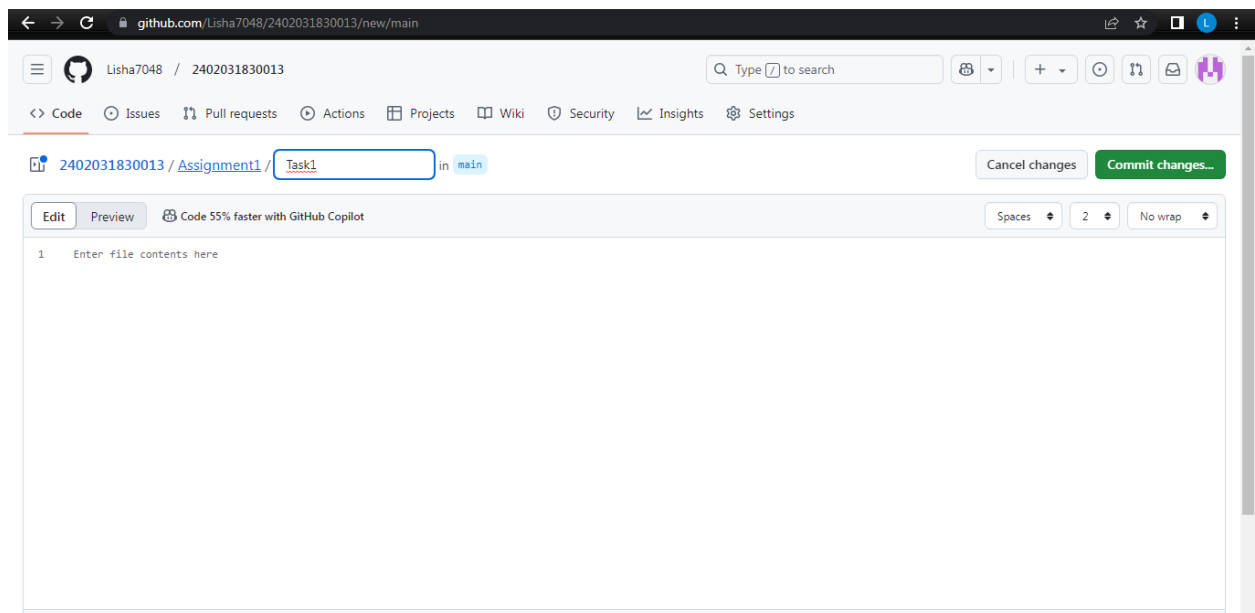 github.com/Lisha7048/2402031830013/new/main L
Lisha7048 / 2402031830013 Type / to search
Code Issues Pull requests Actions Projects Wiki Security Insights Settings
2402031830013 / Assignment1 / Task1 in main Cancel changes Commit changes...
Edit Preview Code 55% faster with GitHub Copilot Spaces 2 No wrap
1 Enter file contents here